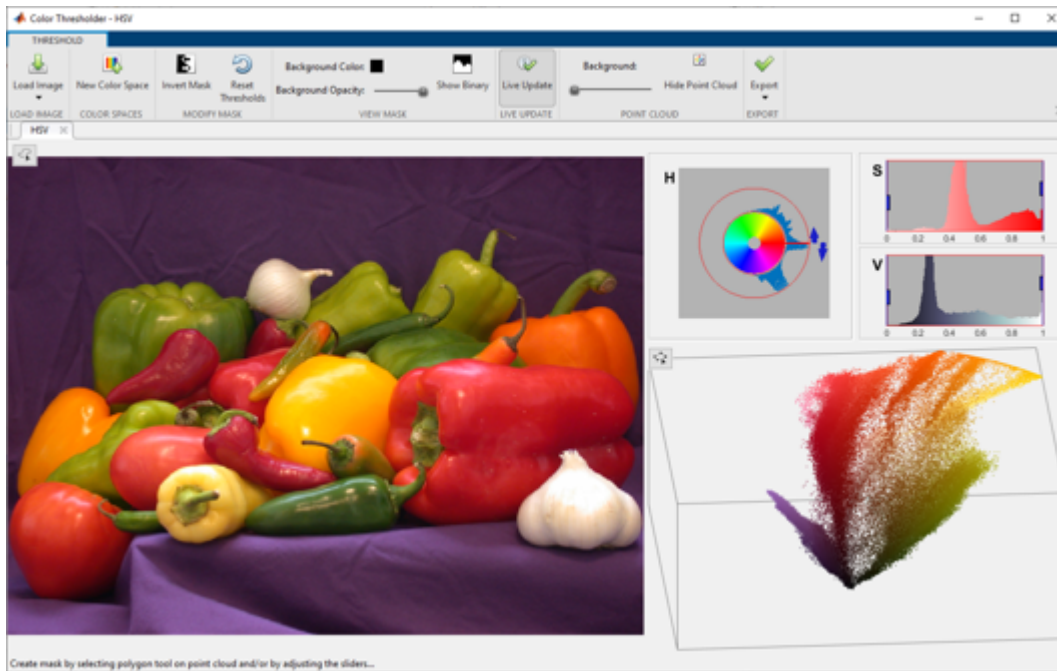 Color Thresholder - HSV
THRESHOLD
Load Image
New Color Space
Invert Mask
Reset
Thresholds
Background Color:
Background Opacity:
Show Binary
Live Update
Background:
Hide Point Cloud
Export
LOAD IMAGE
COLOR SPACES
MODIFY MASK
VIEW MASK
LIVE UPDATE
POINT CLOUD
EXPORT
HSV
H
S
0 0.2 0.4 0.6 0.8 1
V
0 0.2 0.4 0.6 0.8 1
Create mask by selecting polygon tool on point cloud and/or by adjusting the sliders...